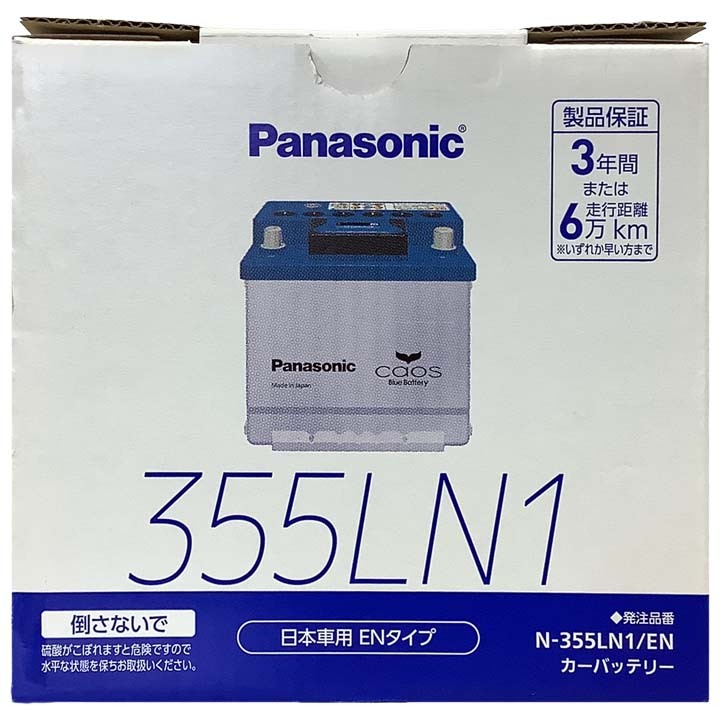 Panasonic®
製品保証
3年間
または
6万km
走行距離
※いずれか早い方まで
Panasonic
Made in Japan
caos
Blue Battery
355LN1
倒さないで
硫酸がこぼれますと危険ですので
水平な状態を保ちお取扱いください。
日本車用 ENタイプ
◆発注品番
N-355LN1/EN
カーバッテリー